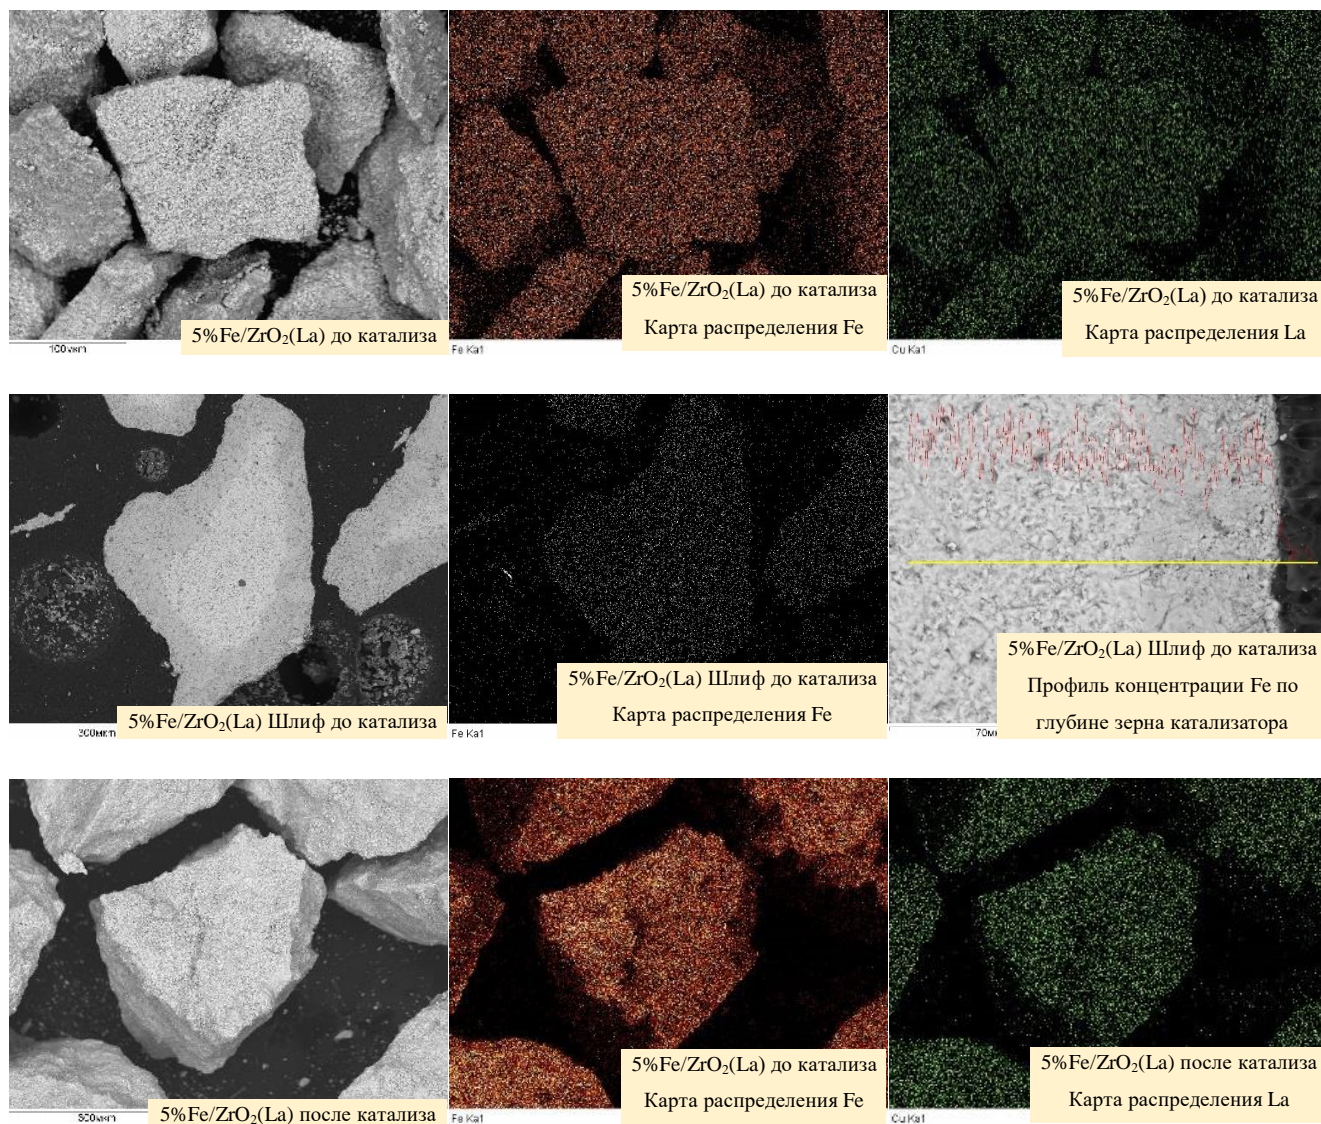 5%Fe/ZrO₂(La) до катализа
100мкm
5%Fe/ZrO₂(La) до катализа
Карта распределения Fe
Fe Ka1
5%Fe/ZrO₂(La) до катализа
Карта распределения La
Cu Ka1
5%Fe/ZrO₂(La) Шлиф до катализа
300мкm
5%Fe/ZrO₂(La) Шлиф до катализа
Карта распределения Fe
Fe Ka1
5%Fe/ZrO₂(La) Шлиф до катализа
Профиль концентрации Fe по
глубине зерна катализатора
70мк
5%Fe/ZrO₂(La) после катализа
300мкm
5%Fe/ZrO₂(La) до катализа
Карта распределения Fe
Fe Ka1
5%Fe/ZrO₂(La) после катализа
Карта распределения La
Cu Ka1